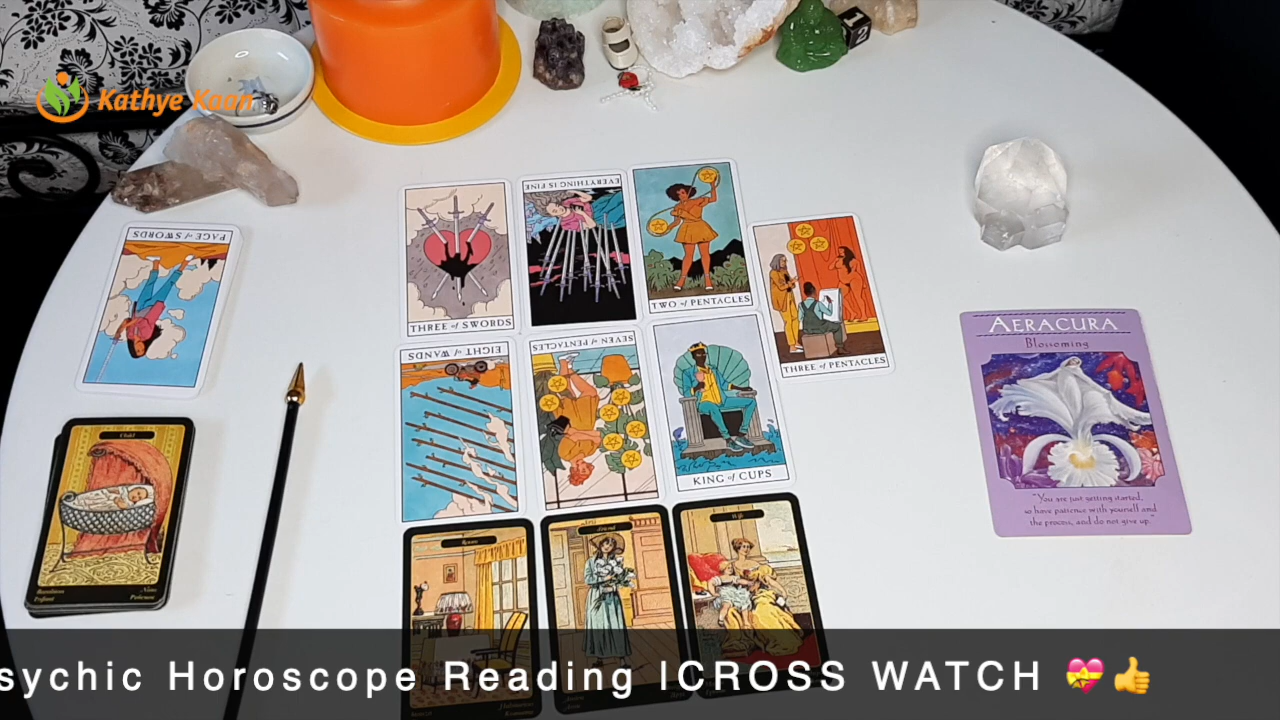 Kathye Kaan
EVERYTHING IS FINE
THREE of SWORDS
TWO of PENTACLES
THREE of PENTACLES
PAGE of SWORDS
EIGHT of WANDS
SEVEN of PENTACLES
KING of CUPS
AERACURA
Blossoming
"You are just getting started,
so have patience with yourself and
the process, and do not give up."
Child
Room
Friend
Wife
sychic Horoscope Reading ICROSS WATCH 💝👍